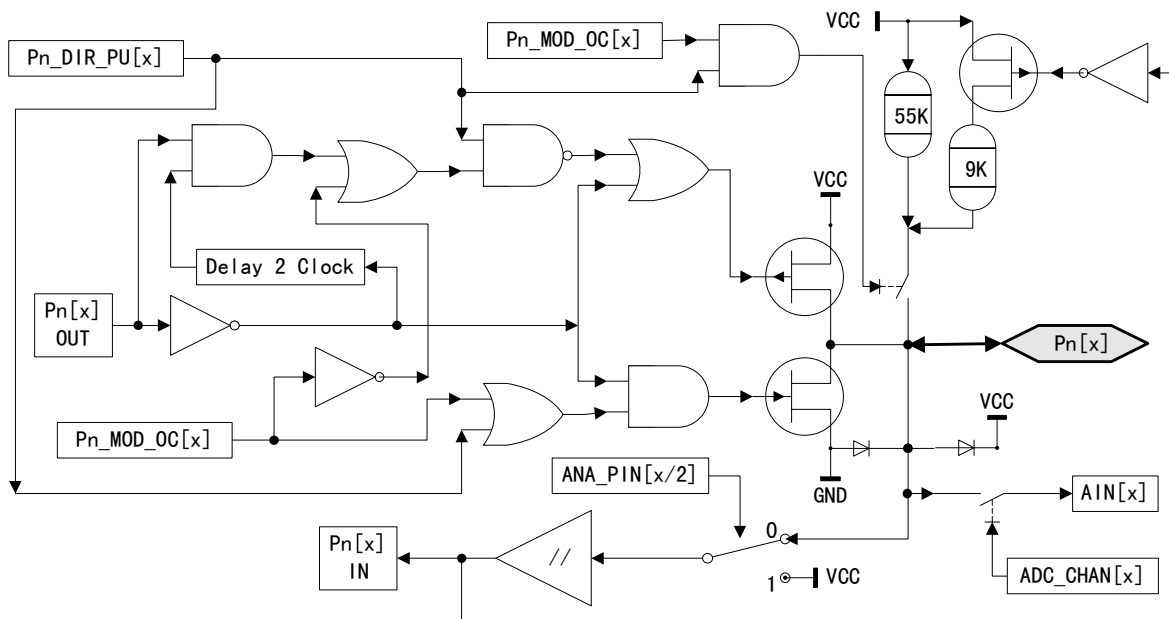 VCC
Pn_MOD_OC[x]
Pn_DIR_PU[x]
55K
9K
VCC
Delay 2 Clock
Pn[x]
OUT
Pn[x]
VCC
Pn_MOD_OC[x]
ANA_PIN[x/2]
GND
AIN[x]
0
Pn[x]
IN
//
1
VCC
ADC_CHAN[x]